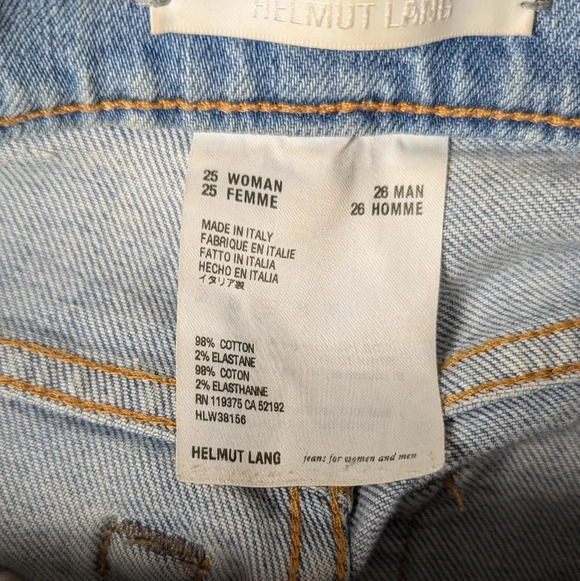 HELMUT LANG
25 WOMAN
25 FEMME
26 MAN
26 HOMME
MADE IN ITALY
FABRIQUÉ EN ITALIE
FATTO IN ITALIA
HECHO EN ITALIA
イタリア製
98% COTTON
2% ELASTANE
98% COTON
2% ELASTHANNE
RN 119375 CA 52192
HLW38156
HELMUT LANG jeans for women and men